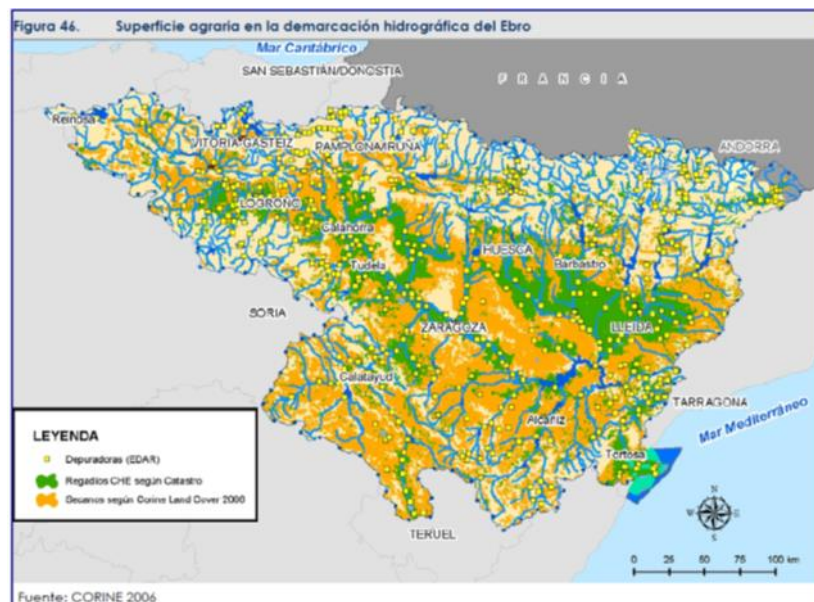 Figura 46. Superficie agraria en la demarcación hidrográfica del Ebro
Mar Cantábrico
SAN SEBASTIÁN/DONOSTIA
FRANCIA
Reinosa
VITORIA-GASTEIZ
PAMPLONA/IRUÑA
ANDORRA
LOGROÑO
Calahorra
HUESCA
Barbastro
Tudela
SORIA
ZARAGOZA
LLEIDA
Calatayud
TARRAGONA
Alcañiz
Mar Mediterráneo
LEYENDA
Depuradoras (EDAR)
Regadíos CHE según Catastro
Secanos según Corine Land Cover 2000
Tortosa
TERUEL
N
W E
S
0 25 50 75 100 km
Fuente: CORINE 2006